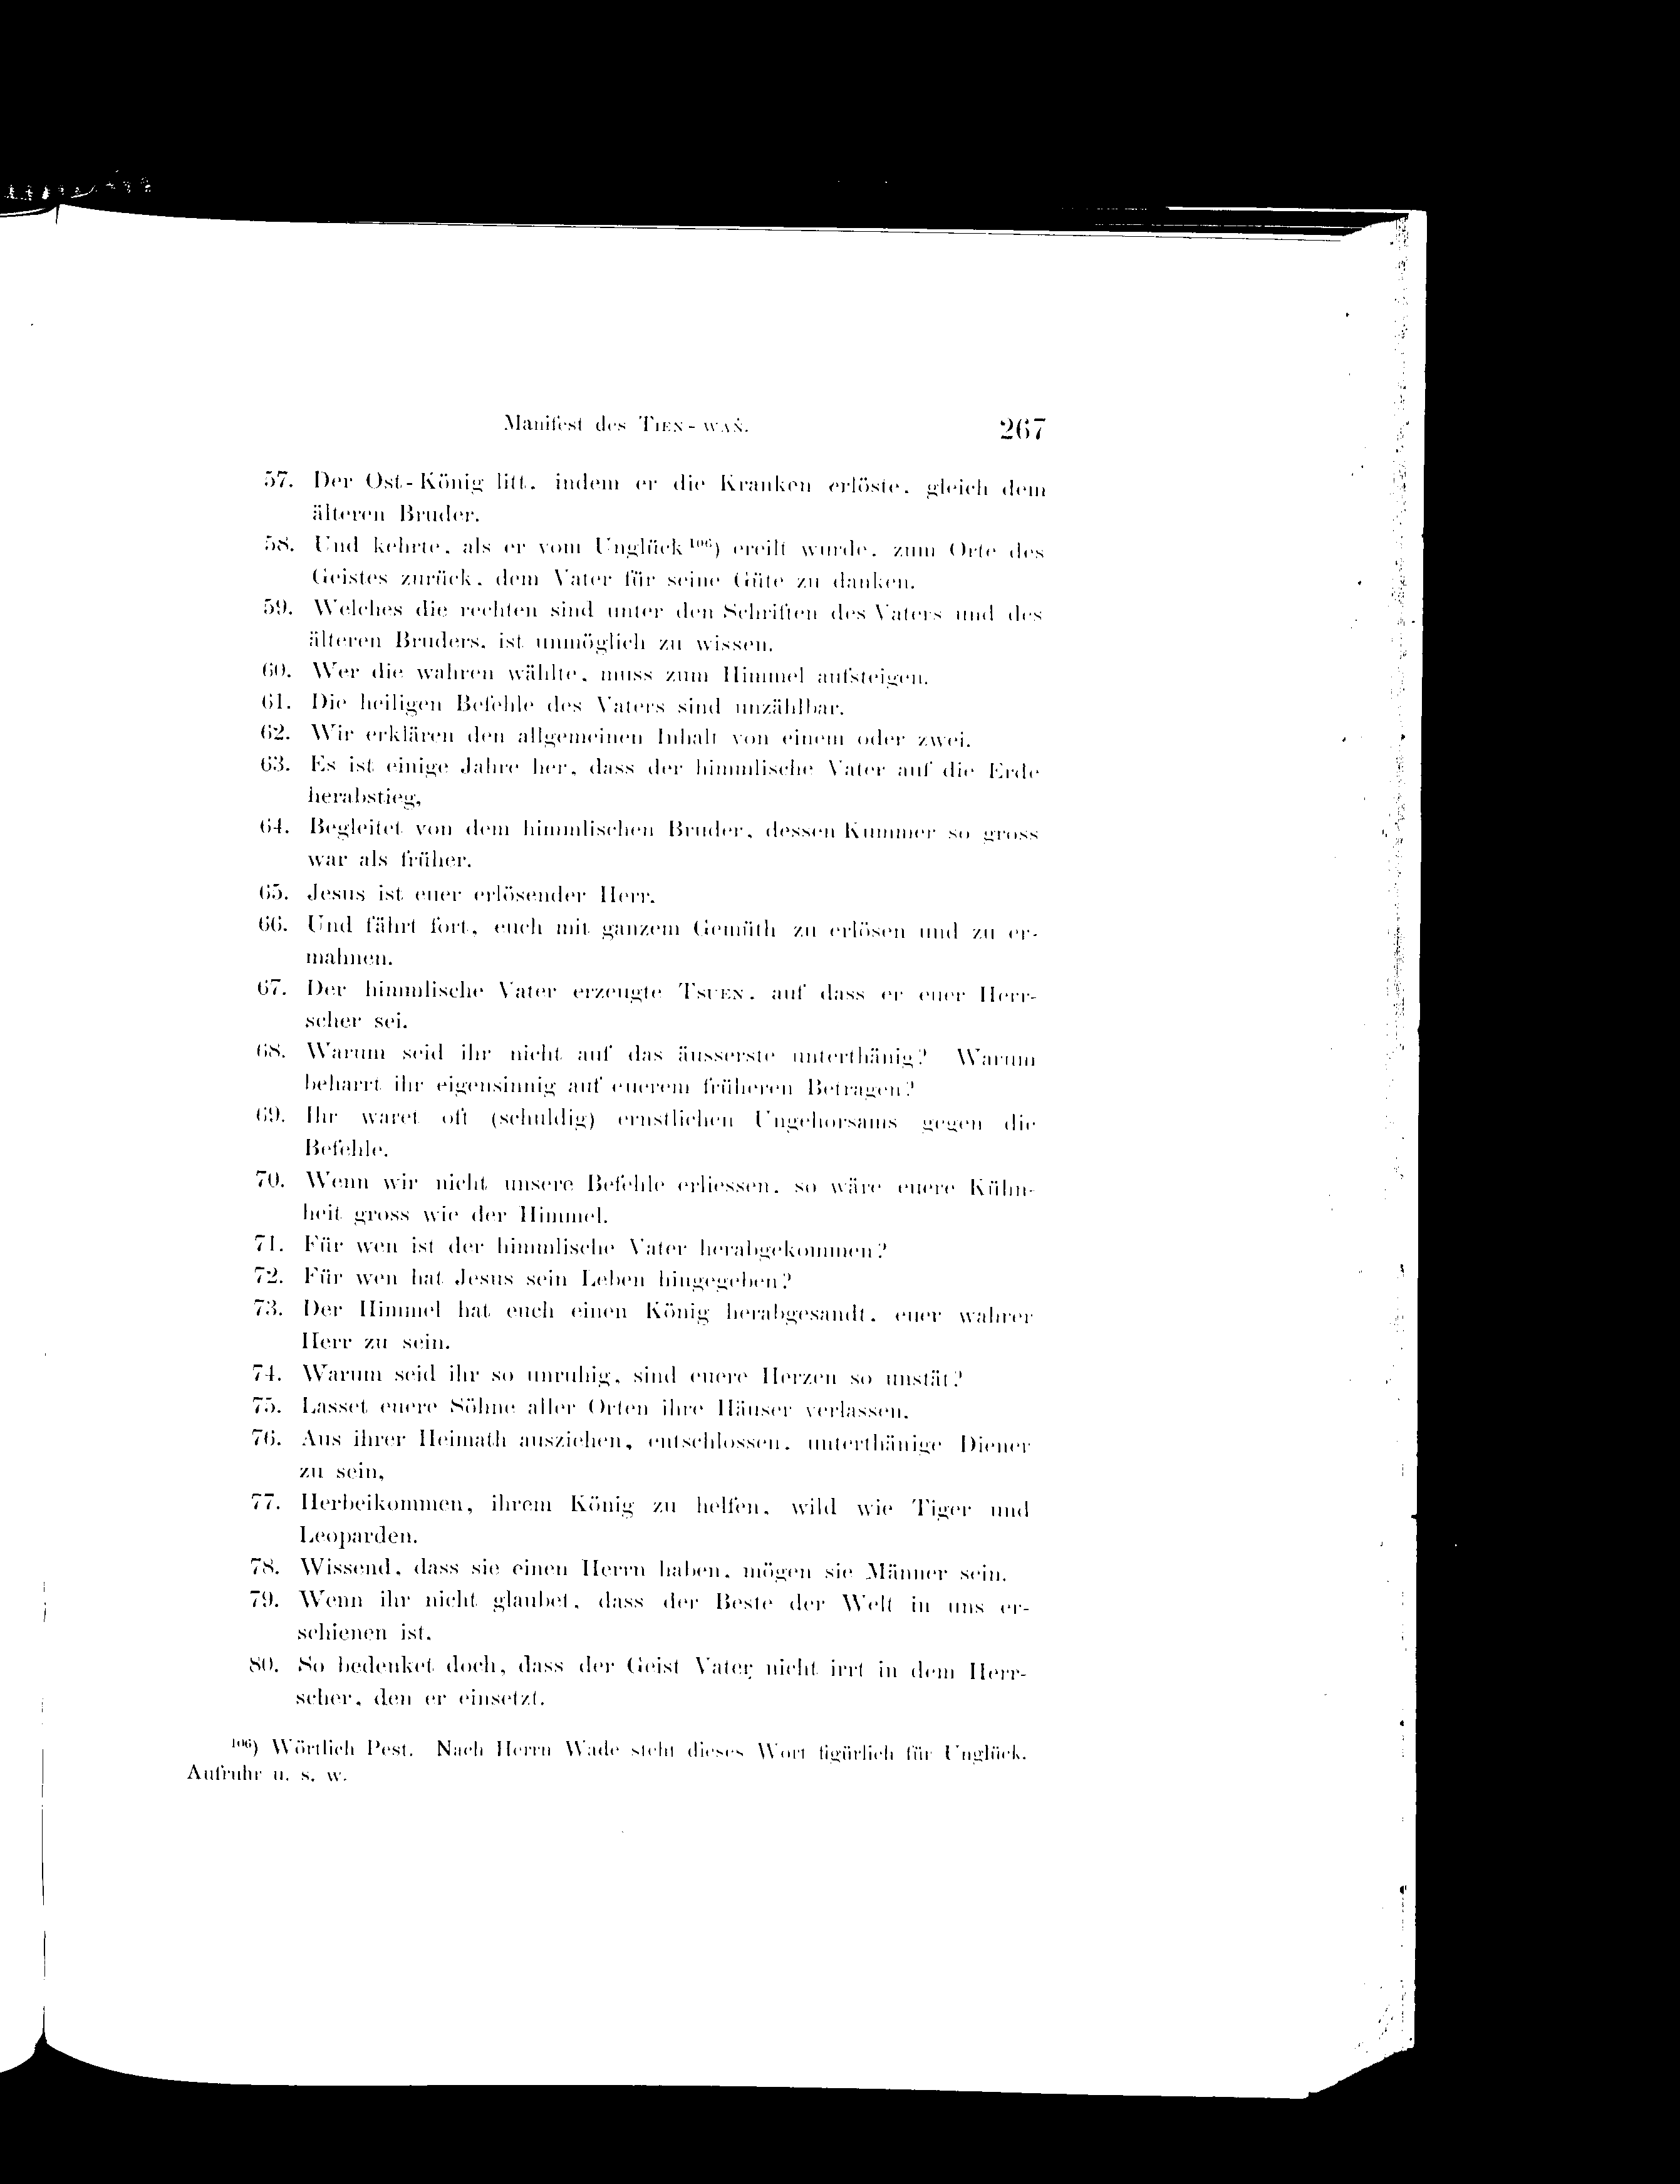 Manifest des Tien-waṅ. 267
57. Der Ost-König litt, indem er die Kranken erlöste, gleich dem
älteren Bruder.
58. Und kehrte, als er vom Unglück¹⁰⁶) ereilt wurde, zum Orte des
Geistes zurück, dem Vater für seine Güte zu danken.
59. Welches die rechten sind unter den Schriften des Vaters und des
älteren Bruders, ist unmöglich zu wissen.
60. Wer die wahren wählte, muss zum Himmel aufsteigen.
61. Die heiligen Befehle des Vaters sind unzählbar.
62. Wir erklären den allgemeinen Inhalt von einem oder zwei.
63. Es ist einige Jahre her, dass der himmlische Vater auf die Erde
herabstieg,
64. Begleitet von dem himmlischen Bruder, dessen Kummer so gross
war als früher.
65. Jesus ist euer erlösender Herr.
66. Und fährt fort, euch mit ganzem Gemüth zu erlösen und zu er-
mahnen.
67. Der himmlische Vater erzeugte Tsuen, auf dass er euer Herr-
scher sei.
68. Warum seid ihr nicht auf das äusserste unterthänig? Warum
beharrt ihr eigensinnig auf euerem früheren Betragen?
69. Ihr waret oft (schuldig) ernstlichen Ungehorsams gegen die
Befehle.
70. Wenn wir nicht unsere Befehle erliessen, so wäre euere Kühn-
heit gross wie der Himmel.
71. Für wen ist der himmlische Vater herabgekommen?
72. Für wen hat Jesus sein Leben hingegeben?
73. Der Himmel hat euch einen König herabgesandt, euer wahrer
Herr zu sein.
74. Warum seid ihr so unruhig, sind euere Herzen so unstät?
75. Lasset euere Söhne aller Orten ihre Häuser verlassen,
76. Aus ihrer Heimath ausziehen, entschlossen, unterthänige Diener
zu sein,
77. Herbeikommen, ihrem König zu helfen, wild wie Tiger und
Leoparden.
78. Wissend, dass sie einen Herrn haben, mögen sie Männer sein.
79. Wenn ihr nicht glaubet, dass der Beste der Welt in uns er-
schienen ist,
80. So bedenket doch, dass der Geist Vater nicht irrt in dem Herr-
scher, den er einsetzt.
¹⁰⁶) Wörtlich Pest. Nach Herrn Wade steht dieses Wort figürlich für Unglück,
Aufruhr u. s. w.